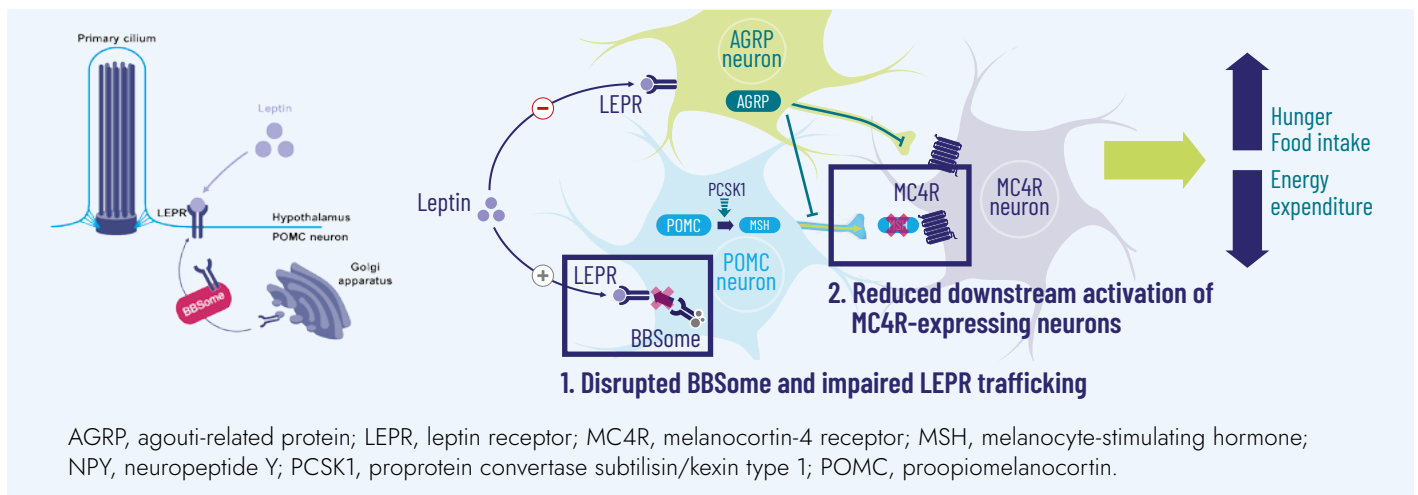 Primary cilium
Leptin
LEPR
Hypothalamus
POMC neuron
Golgi
apparatus
BBSome
AGRP
neuron
LEPR
AGRP
Leptin
PCSK1
POMC
MSH
POMC
neuron
LEPR
BBSome
MC4R
MSH
MC4R
neuron
Hunger
Food intake
Energy
expenditure
2. Reduced downstream activation of
MC4R-expressing neurons
1. Disrupted BBSome and impaired LEPR trafficking
AGRP, agouti-related protein; LEPR, leptin receptor; MC4R, melanocortin-4 receptor; MSH, melanocyte-stimulating hormone;
NPY, neuropeptide Y; PCSK1, proprotein convertase subtilisin/kexin type 1; POMC, proopiomelanocortin.